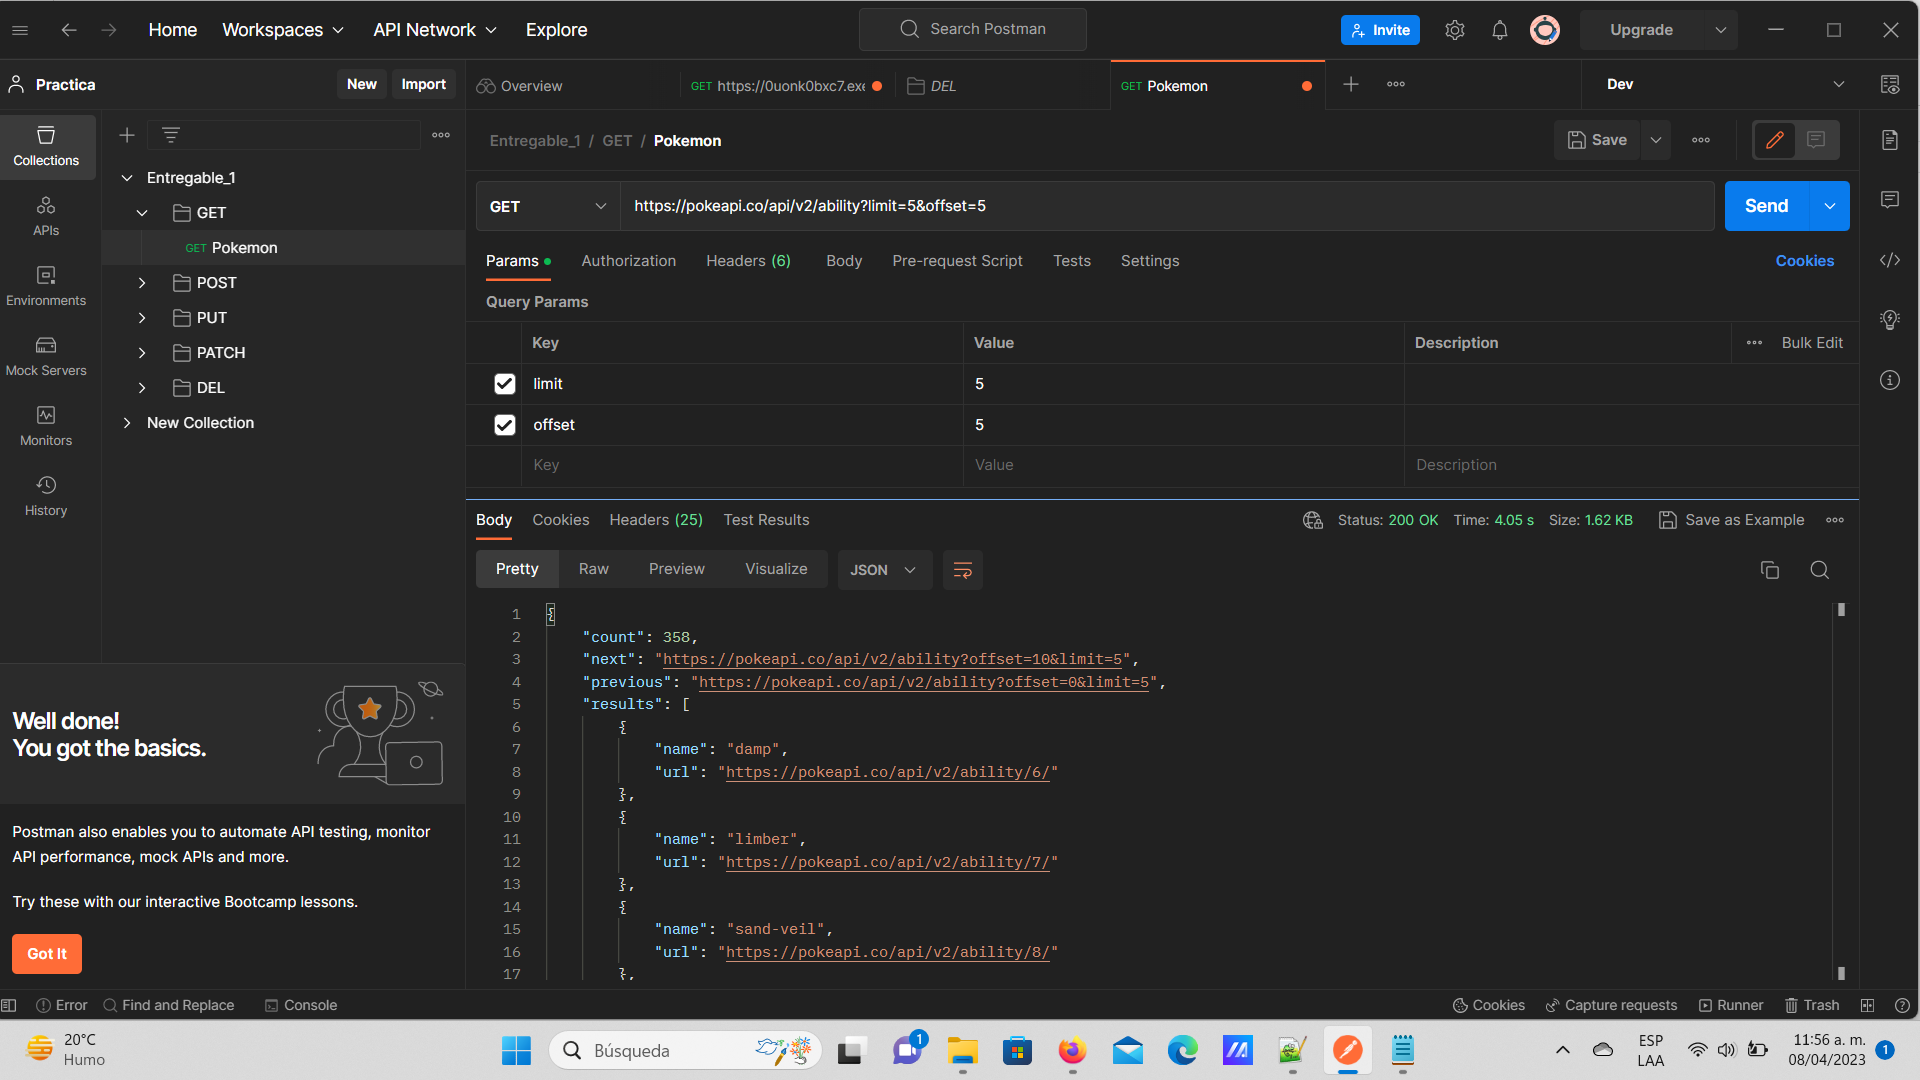 Home Workspaces API Network Explore Search Postman Invite Upgrade
Practica New Import Overview GET https://0uonk0bxc7.exe DEL GET Pokemon Dev
Collections
APIs
Environments
Mock Servers
Monitors
History
Entregable_1
GET
GET Pokemon
POST
PUT
PATCH
DEL
New Collection
Entregable_1 / GET / Pokemon Save
GET https://pokeapi.co/api/v2/ability?limit=5&offset=5 Send
Params Authorization Headers (6) Body Pre-request Script Tests Settings Cookies
Query Params
Key Value Description Bulk Edit
limit 5
offset 5
Key Value Description
Body Cookies Headers (25) Test Results Status: 200 OK Time: 4.05 s Size: 1.62 KB Save as Example
Pretty Raw Preview Visualize JSON
1 {
2 "count": 358,
3 "next": "https://pokeapi.co/api/v2/ability?offset=10&limit=5",
4 "previous": "https://pokeapi.co/api/v2/ability?offset=0&limit=5",
5 "results": [
6 {
7 "name": "damp",
8 "url": "https://pokeapi.co/api/v2/ability/6/"
9 },
10 {
11 "name": "limber",
12 "url": "https://pokeapi.co/api/v2/ability/7/"
13 },
14 {
15 "name": "sand-veil",
16 "url": "https://pokeapi.co/api/v2/ability/8/"
17 },
Well done!
You got the basics.
Postman also enables you to automate API testing, monitor
API performance, mock APIs and more.
Try these with our interactive Bootcamp lessons.
Got It
Error Find and Replace Console Cookies Capture requests Runner Trash
20°C
Humo
Búsqueda
1
ESP
LAA
11:56 a. m.
08/04/2023
1